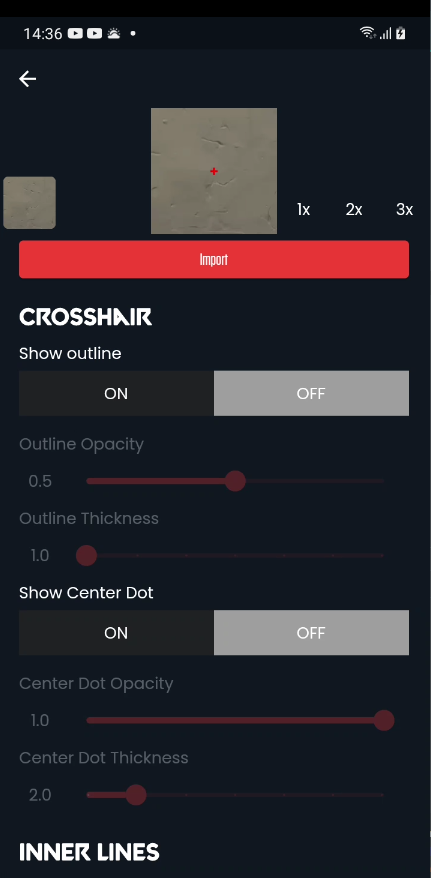 14:36
1x 2x 3x
Import
CROSSHAIR
Show outline
ON OFF
Outline Opacity
0.5
Outline Thickness
1.0
Show Center Dot
ON OFF
Center Dot Opacity
1.0
Center Dot Thickness
2.0
INNER LINES